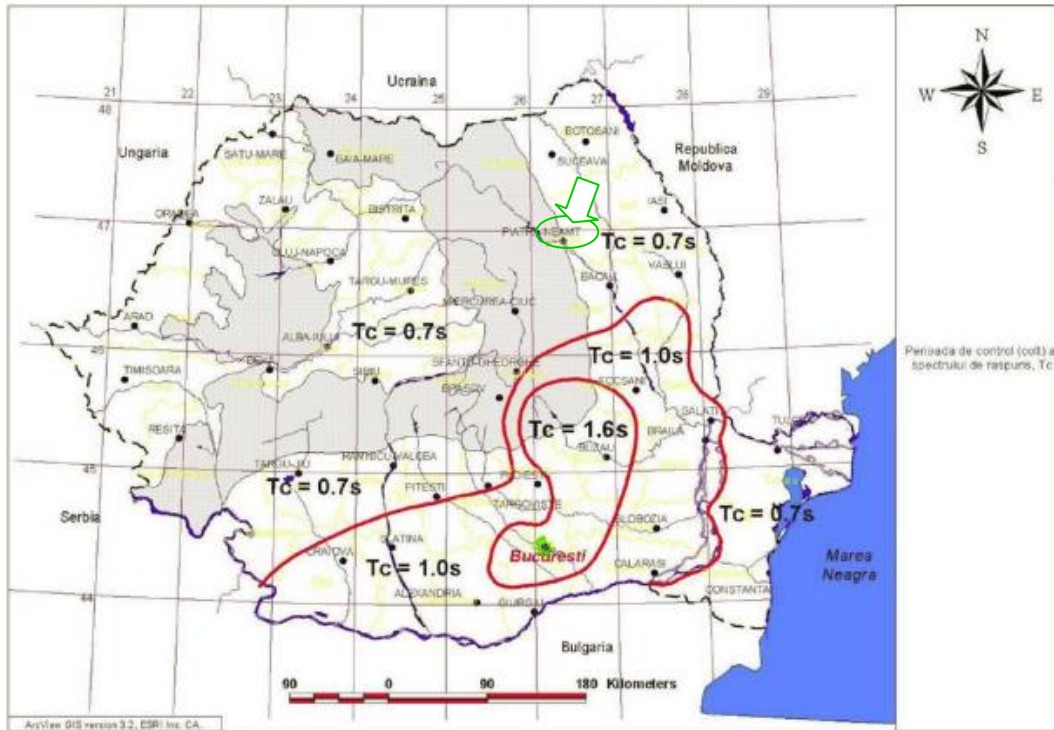 N
W E
S
21 22 23 24 25 26 27 28 29
48
Ucraina
Ungaria
Republica
Moldova
BOTOSANI
SATU-MARE
BAIA-MARE
SUCEAVA
ZALAU
BISTRITA
IASI
ORADEA
47
PIATRA-NEAMT
Tc = 0.7s
CLUJ-NAPOCA
VASLUI
TARGU-MURES
BACAU
MIERCUREA-CIUC
ARAD
ALBA-IULIA
Tc = 0.7s
46
Tc = 1.0s
SFANTU-GHEORGHE
DEVA
TIMISOARA
SIBIU
BRASOV
FOCSANI
Perioada de control (colt) a
spectrului de raspuns, Tc
GALATI
RESITA
Tc = 1.6s
BRAILA
TULCEA
BUZAU
RAMNICU-VALCEA
45
TARGU-JIU
Tc = 0.7s
PITESTI
PLOIESTI
TARGOVISTE
Tc = 0.7s
Serbia
SLOBOZIA
SLATINA
CRAIOVA
Bucuresti
Marea
Neagra
Tc = 1.0s
CALARASI
ALEXANDRIA
CONSTANTA
44
GIURGIU
Bulgaria
90 0 90 180 Kilometers
ArcView GIS version 3.2, ESRI Inc. CA.